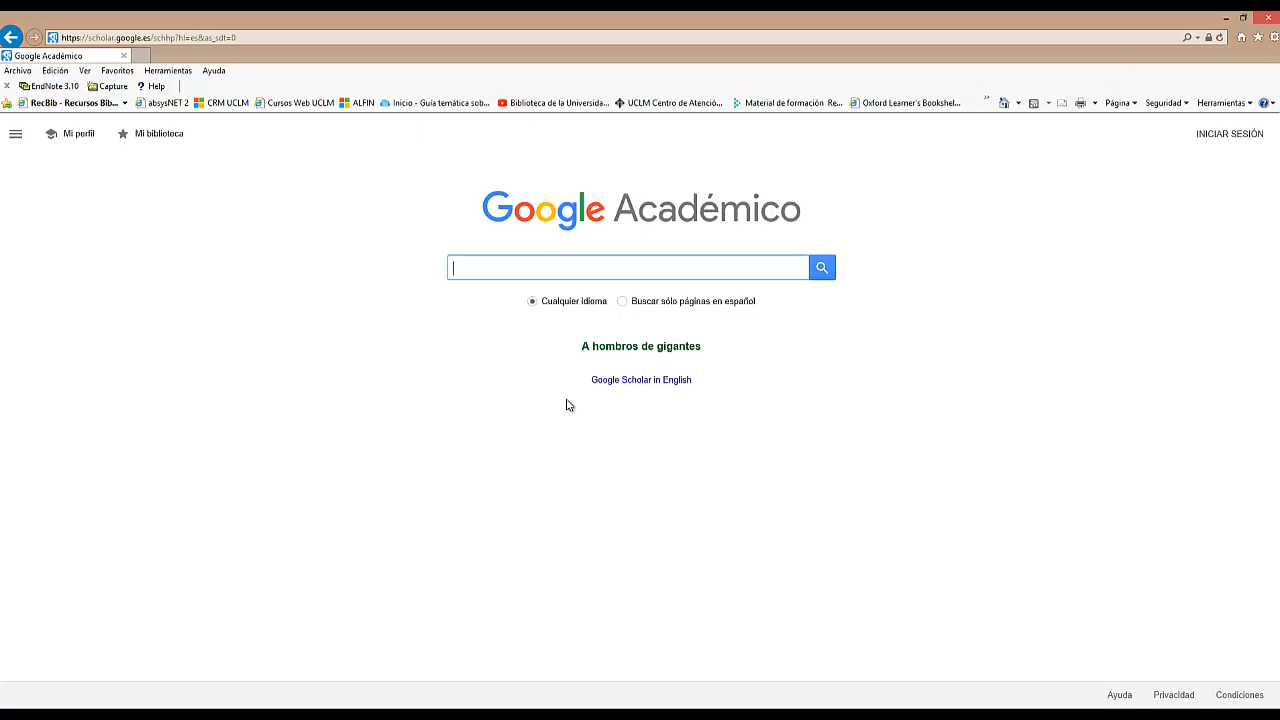 https://scholar.google.es/schhp?hl=es&as_sdt=0
Google Académico
Archivo Edición Ver Favoritos Herramientas Ayuda
EndNote 3.10 Capture Help
RecBib - Recursos Bib... absysNET 2 CRM UCLM Cursos Web UCLM ALFIN Inicio - Guía temática sob... Biblioteca de la Universida... UCLM Centro de Atenció... Material de formación Re... Oxford Learner's Bookshel... Página Seguridad Herramientas
Mi perfil Mi biblioteca INICIAR SESIÓN
Google Académico
Cualquier idioma Buscar sólo páginas en español
A hombros de gigantes
Google Scholar in English
Ayuda Privacidad Condiciones